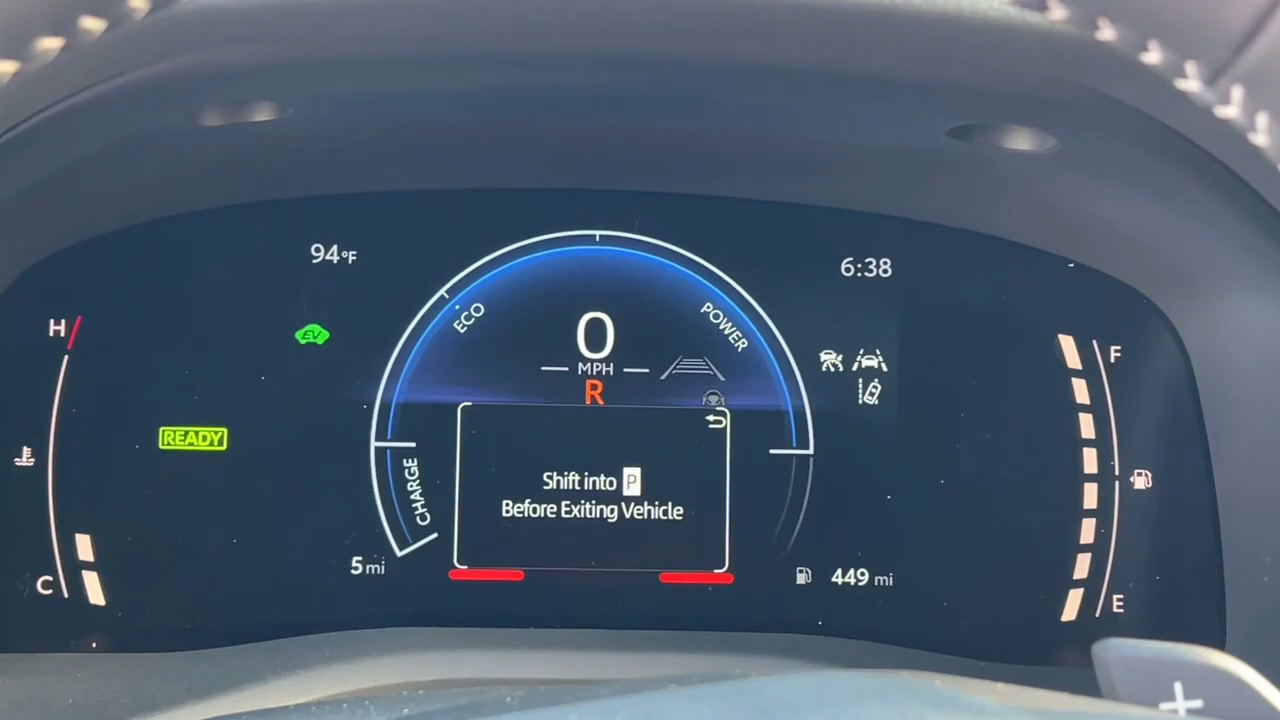 94°F
6:38
H
EV
ECO
POWER
0
MPH
R
F
READY
CHARGE
Shift into P
Before Exiting Vehicle
5 mi
449 mi
C
E
+